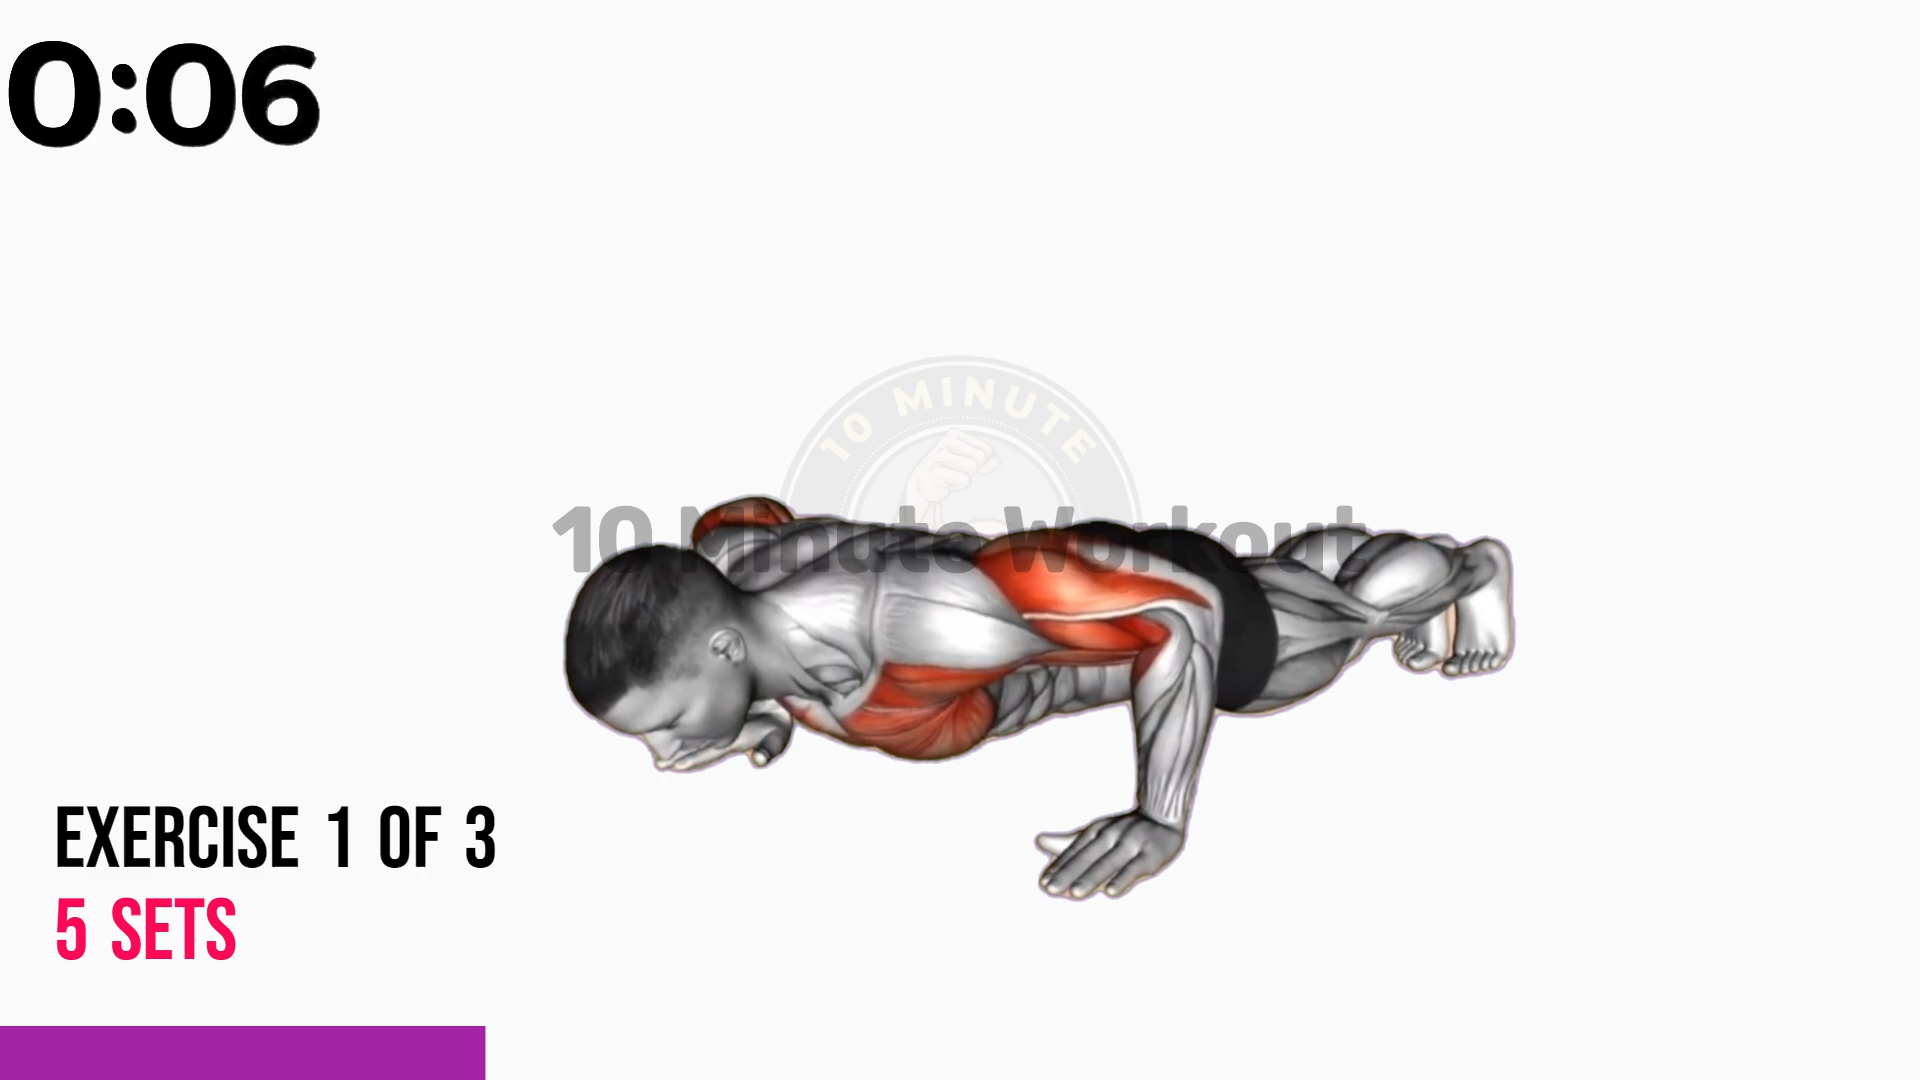 0:06
10 MINUTE
10 Minute Workout
EXERCISE 1 OF 3
5 SETS